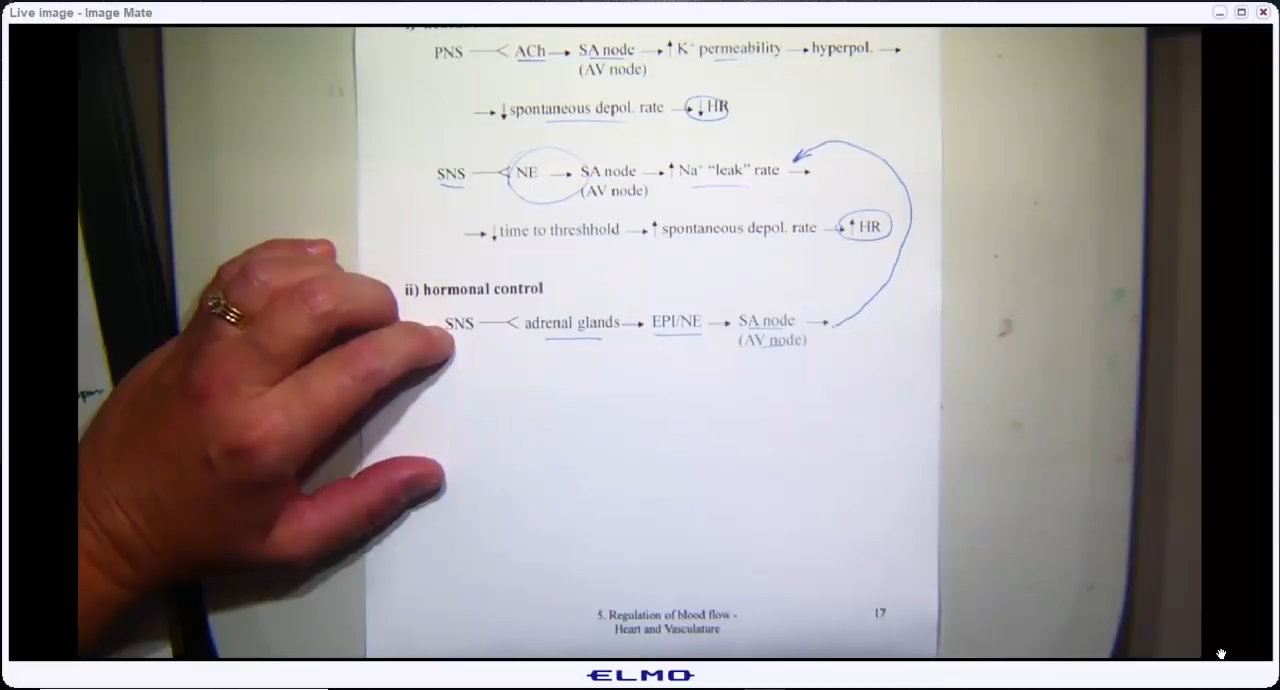 Live image - Image Mate
PNS —< ACh → SA node → ↑ K⁺ permeability → hyperpol. →
(AV node)
→ ↓ spontaneous depol. rate → ↓ HR
SNS —< NE → SA node → ↑ Na⁺ “leak” rate →
(AV node)
→ ↓ time to threshhold → ↑ spontaneous depol. rate → ↑ HR
ii) hormonal control
SNS —< adrenal glands → EPI/NE → SA node →
(AV node)
5. Regulation of blood flow -
Heart and Vasculature
17
ELMO